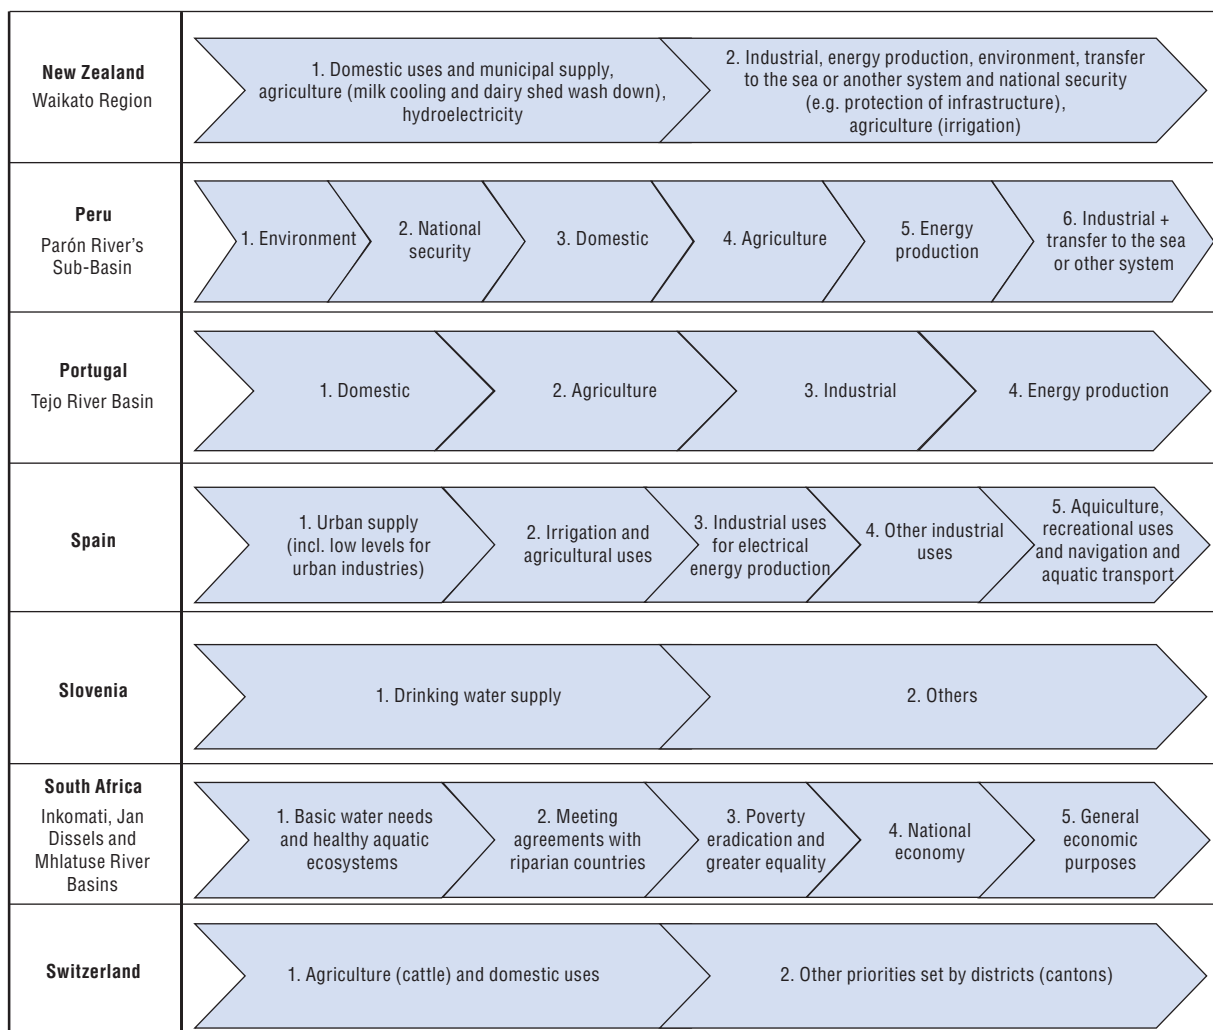 New Zealand
Waikato Region
1. Domestic uses and municipal supply,
agriculture (milk cooling and dairy shed wash down),
hydroelectricity
2. Industrial, energy production, environment, transfer
to the sea or another system and national security
(e.g. protection of infrastructure),
agriculture (irrigation)
Peru
Parón River’s
Sub-Basin
1. Environment
2. National
security
3. Domestic
4. Agriculture
5. Energy
production
6. Industrial +
transfer to the sea
or other system
Portugal
Tejo River Basin
1. Domestic
2. Agriculture
3. Industrial
4. Energy production
Spain
1. Urban supply
(incl. low levels for
urban industries)
2. Irrigation and
agricultural uses
3. Industrial uses
for electrical
energy production
4. Other industrial
uses
5. Aquiculture,
recreational uses
and navigation and
aquatic transport
Slovenia
1. Drinking water supply
2. Others
South Africa
Inkomati, Jan
Dissels and
Mhlatuse River
Basins
1. Basic water needs
and healthy aquatic
ecosystems
2. Meeting
agreements with
riparian countries
3. Poverty
eradication and
greater equality
4. National
economy
5. General
economic
purposes
Switzerland
1. Agriculture (cattle) and domestic uses
2. Other priorities set by districts (cantons)